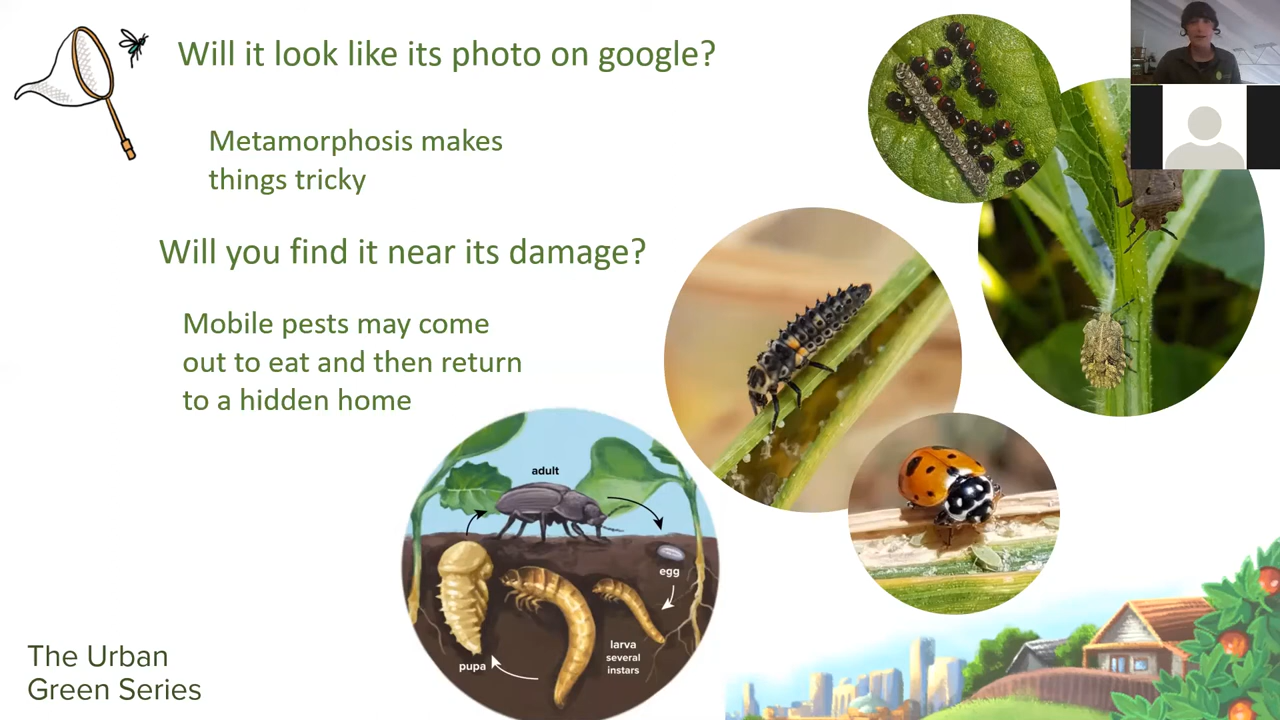 Will it look like its photo on google?
Metamorphosis makes
things tricky
Will you find it near its damage?
Mobile pests may come
out to eat and then return
to a hidden home
adult
egg
larva
several
instars
pupa
The Urban
Green Series